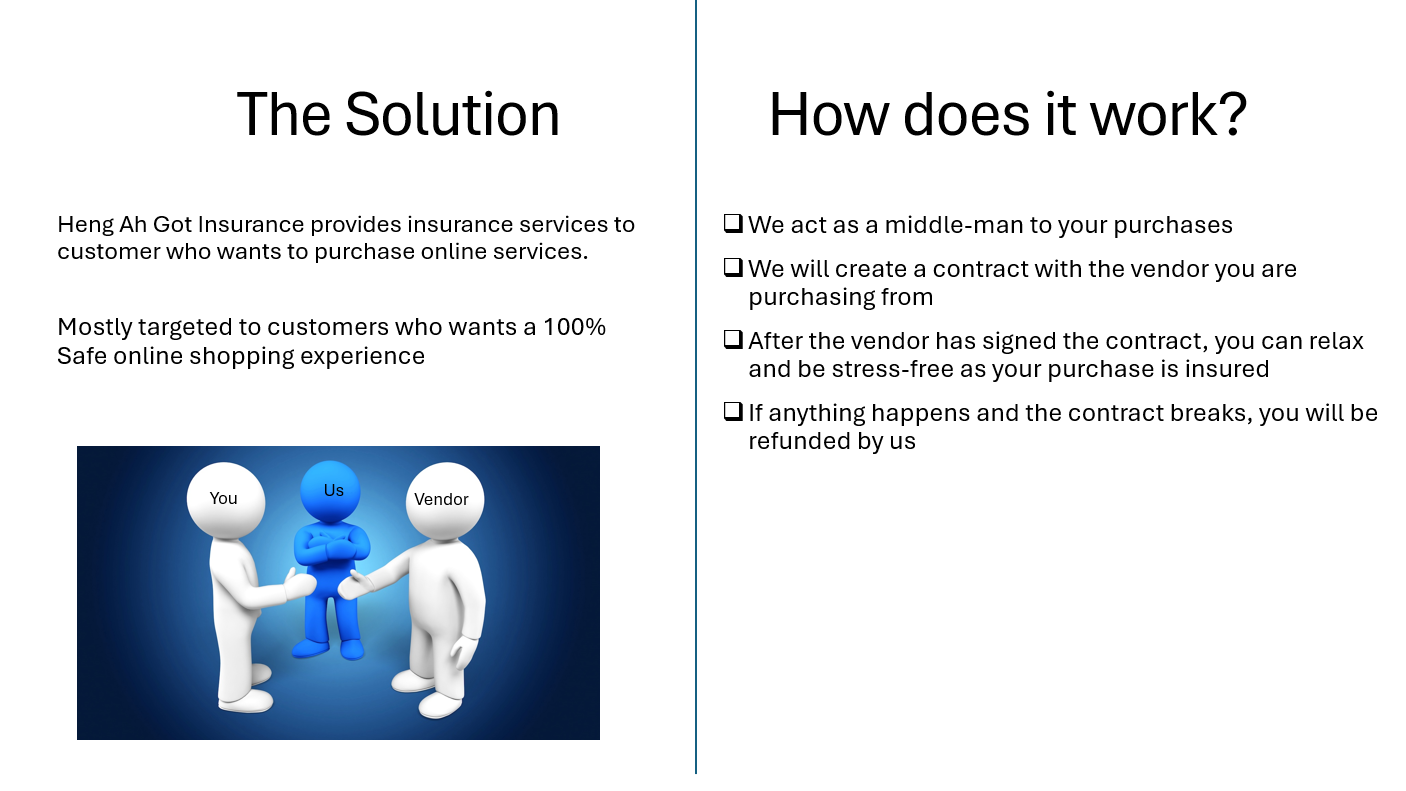 The Solution
Heng Ah Got Insurance provides insurance services to
customer who wants to purchase online services.
Mostly targeted to customers who wants a 100%
Safe online shopping experience
You
Us
Vendor
How does it work?
We act as a middle-man to your purchases
We will create a contract with the vendor you are
purchasing from
After the vendor has signed the contract, you can relax
and be stress-free as your purchase is insured
If anything happens and the contract breaks, you will be
refunded by us